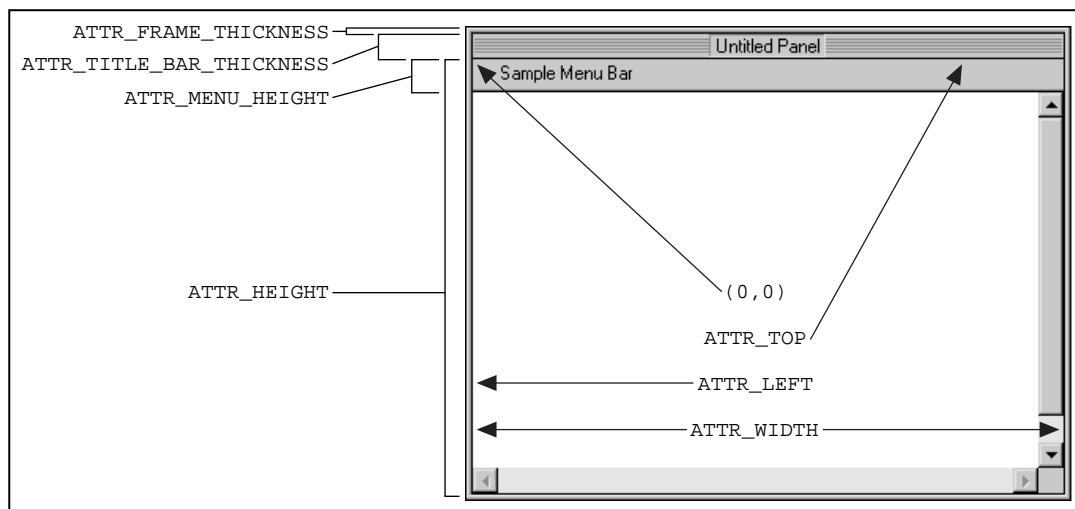 ATTR_FRAME_THICKNESS
Untitled Panel
ATTR_TITLE_BAR_THICKNESS
Sample Menu Bar
ATTR_MENU_HEIGHT
ATTR_HEIGHT
(0,0)
ATTR_TOP
ATTR_LEFT
ATTR_WIDTH